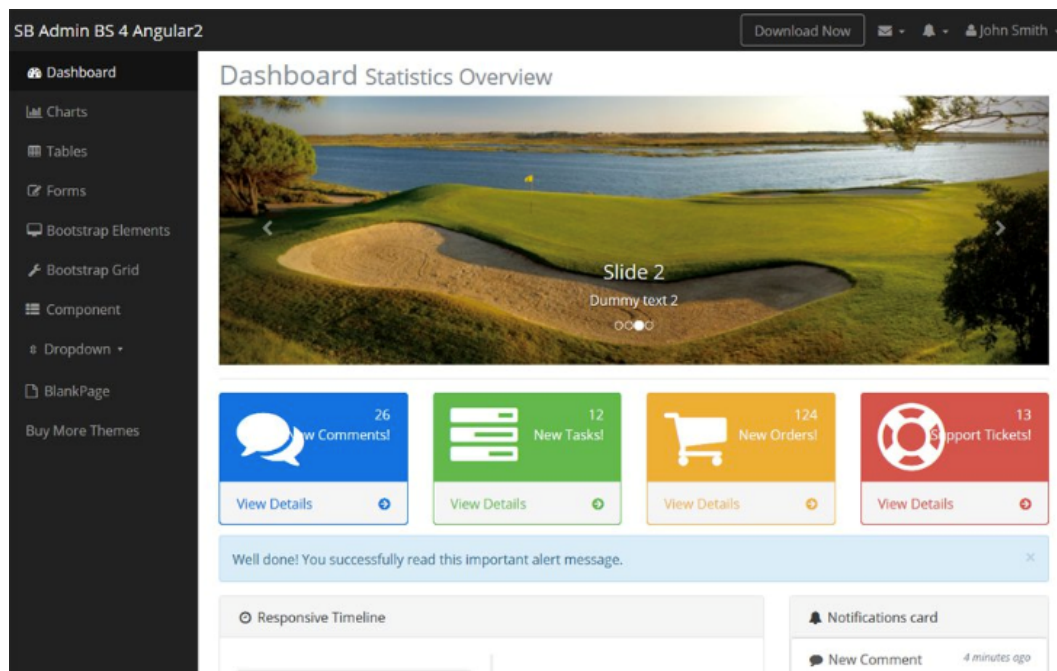 SB Admin BS 4 Angular2
Download Now
John Smith
Dashboard
Charts
Tables
Forms
Bootstrap Elements
Bootstrap Grid
Component
Dropdown
BlankPage
Buy More Themes
Dashboard Statistics Overview
Slide 2
Dummy text 2
26
New Comments!
View Details
12
New Tasks!
View Details
124
New Orders!
View Details
13
Support Tickets!
View Details
Well done! You successfully read this important alert message.
Responsive Timeline
Notifications card
New Comment 4 minutes ago